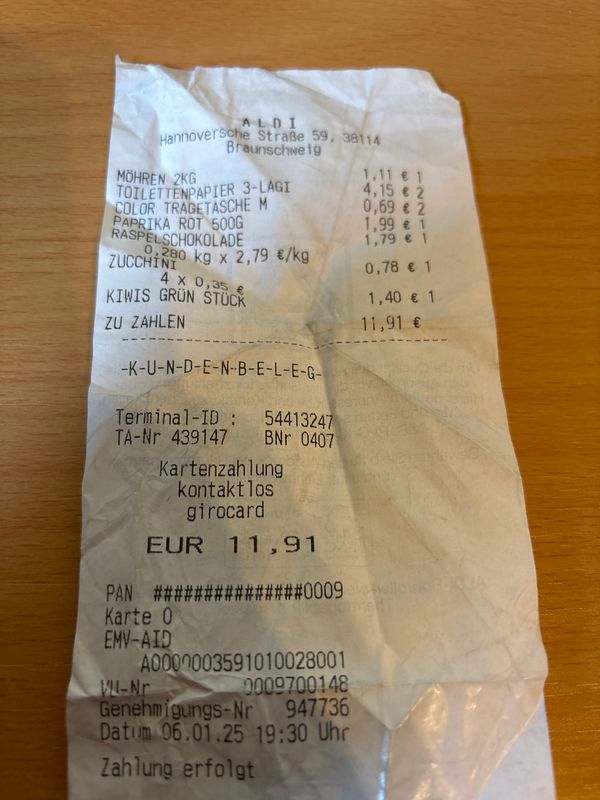 ALDI
Hannoversche Straße 59, 38114
Braunschweig
MÖHREN 2KG 1,11 € 1
TOILETTENPAPIER 3-LAGI 4,15 € 2
COLOR TRAGETASCHE M 0,69 € 2
PAPRIKA ROT 500G 1,99 € 1
RASPELSCHOKOLADE 1,79 € 1
0,280 kg x 2,79 €/kg
ZUCCHINI 0,78 € 1
4 x 0,35 €
KIWIS GRÜN STÜCK 1,40 € 1
ZU ZAHLEN 11,91 €
-K-U-N-D-E-N-B-E-L-E-G-
Terminal-ID : 54413247
TA-Nr 439147 BNr 0407
Kartenzahlung
kontaktlos
girocard
EUR 11,91
PAN ###############0009
Karte 0
EMV-AID
A0000003591010028001
VU-Nr 0009700148
Genehmigungs-Nr 947736
Datum 06.01.25 19:30 Uhr
Zahlung erfolgt